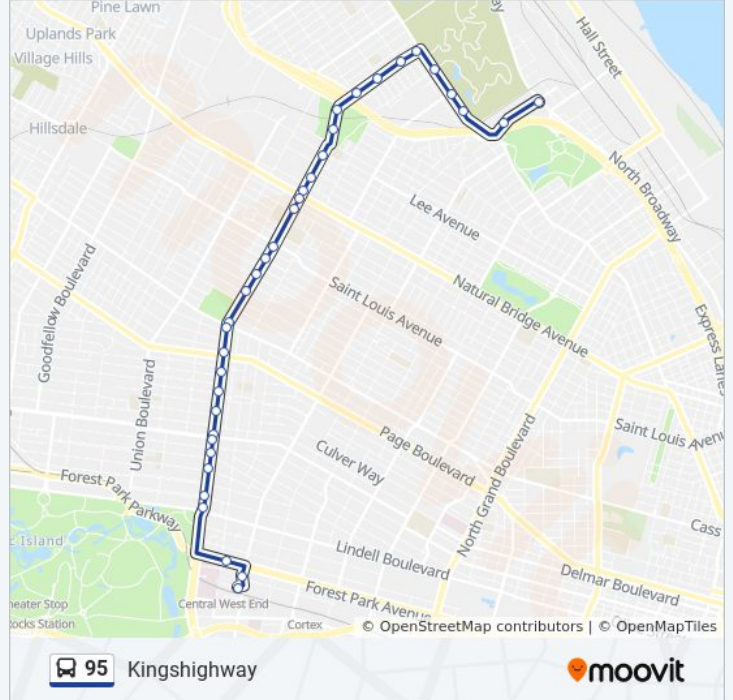 Pine Lawn
Uplands Park
Village Hills
Hall Street
Hillsdale
North Broadway
Lee Avenue
Goodfellow Boulevard
Saint Louis Avenue
Natural Bridge Avenue
Express Lanes
Union Boulevard
Saint Louis Avenu
Page Boulevard
Culver Way
North Grand Boulevard
Forest Park Parkway
Cass
c Island
Lindell Boulevard
Delmar Boulevard
Forest Park Avenue
heater Stop
Central West End
ocks Station
Cortex
© OpenStreetMap contributors | © OpenMapTiles
95 Kingshighway
moovit